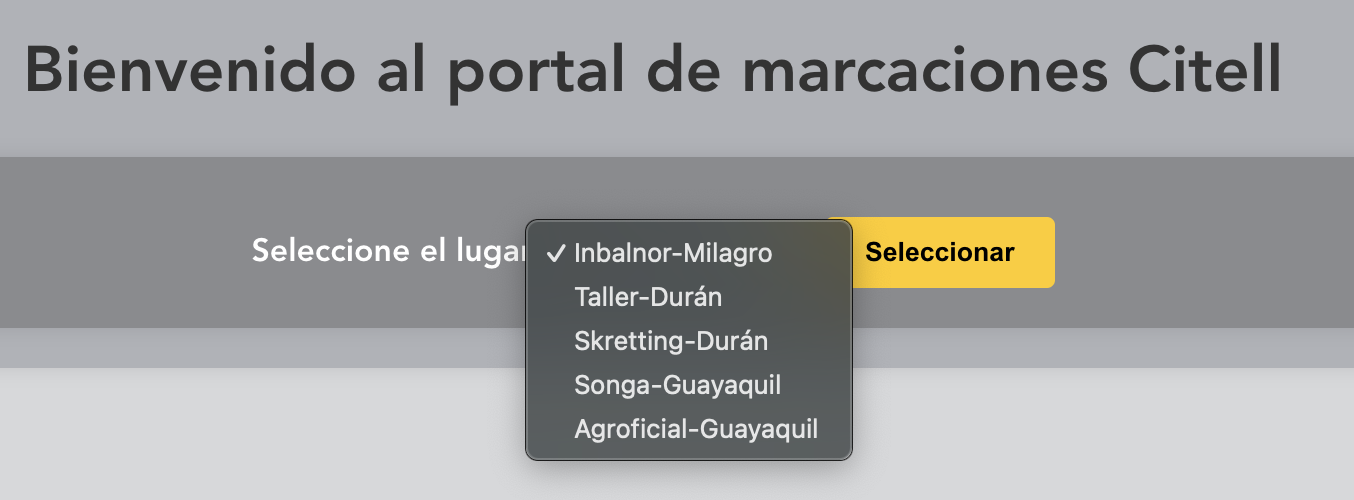 Bienvenido al portal de marcaciones Citell
Seleccione el lugar
✓ Inbalnor-Milagro
Taller-Durán
Skretting-Durán
Songa-Guayaquil
Agroficial-Guayaquil
Seleccionar